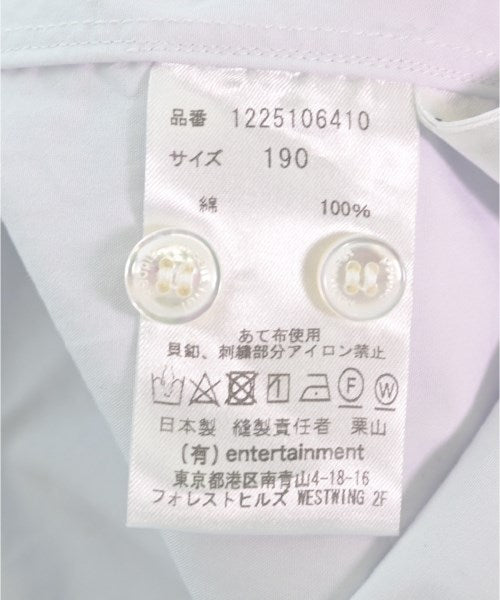 品番 1225106410
サイズ 190
綿 100%
あて布使用
貝釦、刺繍部分アイロン禁止
F W
日本製 縫製責任者 栗山
(有) entertainment
東京都港区南青山4-18-16
フォレストヒルズ WESTWING 2F